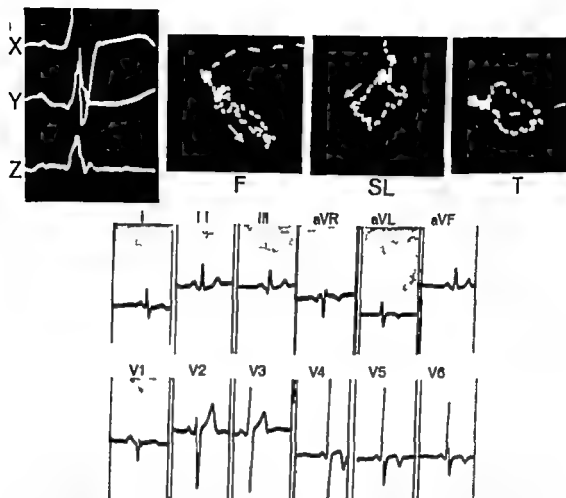 X
Y
Z
F SL T
I II III aVR aVL aVF
V1 V2 V3 V4 V5 V6